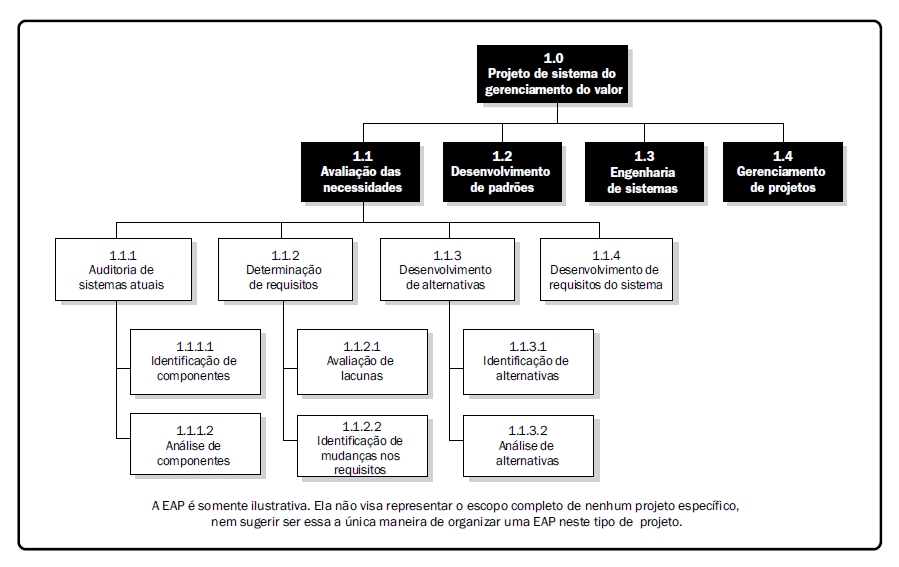 1.0
Projeto de sistema do
gerenciamento do valor
1.1
Avaliação das
necessidades
1.2
Desenvolvimento
de padrões
1.3
Engenharia
de sistemas
1.4
Gerenciamento
de projetos
1.1.1
Auditoria de
sistemas atuais
1.1.2
Determinação
de requisitos
1.1.3
Desenvolvimento
de alternativas
1.1.4
Desenvolvimento de
requisitos do sistema
1.1.1.1
Identificação de
componentes
1.1.2.1
Avaliação de
lacunas
1.1.3.1
Identificação de
alternativas
1.1.1.2
Análise de
componentes
1.1.2.2
Identificação de
mudanças nos
requisitos
1.1.3.2
Análise de
alternativas
A EAP é somente ilustrativa. Ela não visa representar o escopo completo de nenhum projeto específico,
nem sugerir ser essa a única maneira de organizar uma EAP neste tipo de projeto.